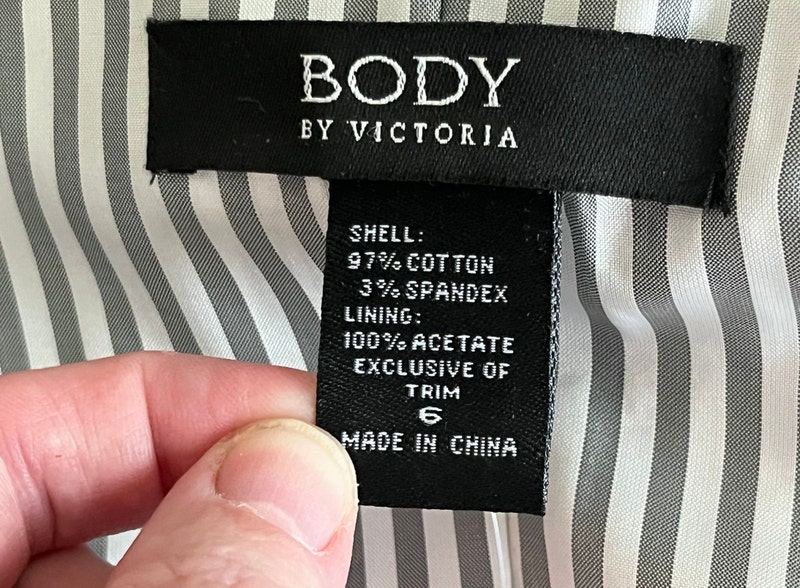 BODY
BY VICTORIA
SHELL:
97% COTTON
3% SPANDEX
LINING:
100% ACETATE
EXCLUSIVE OF
TRIM
6
MADE IN CHINA